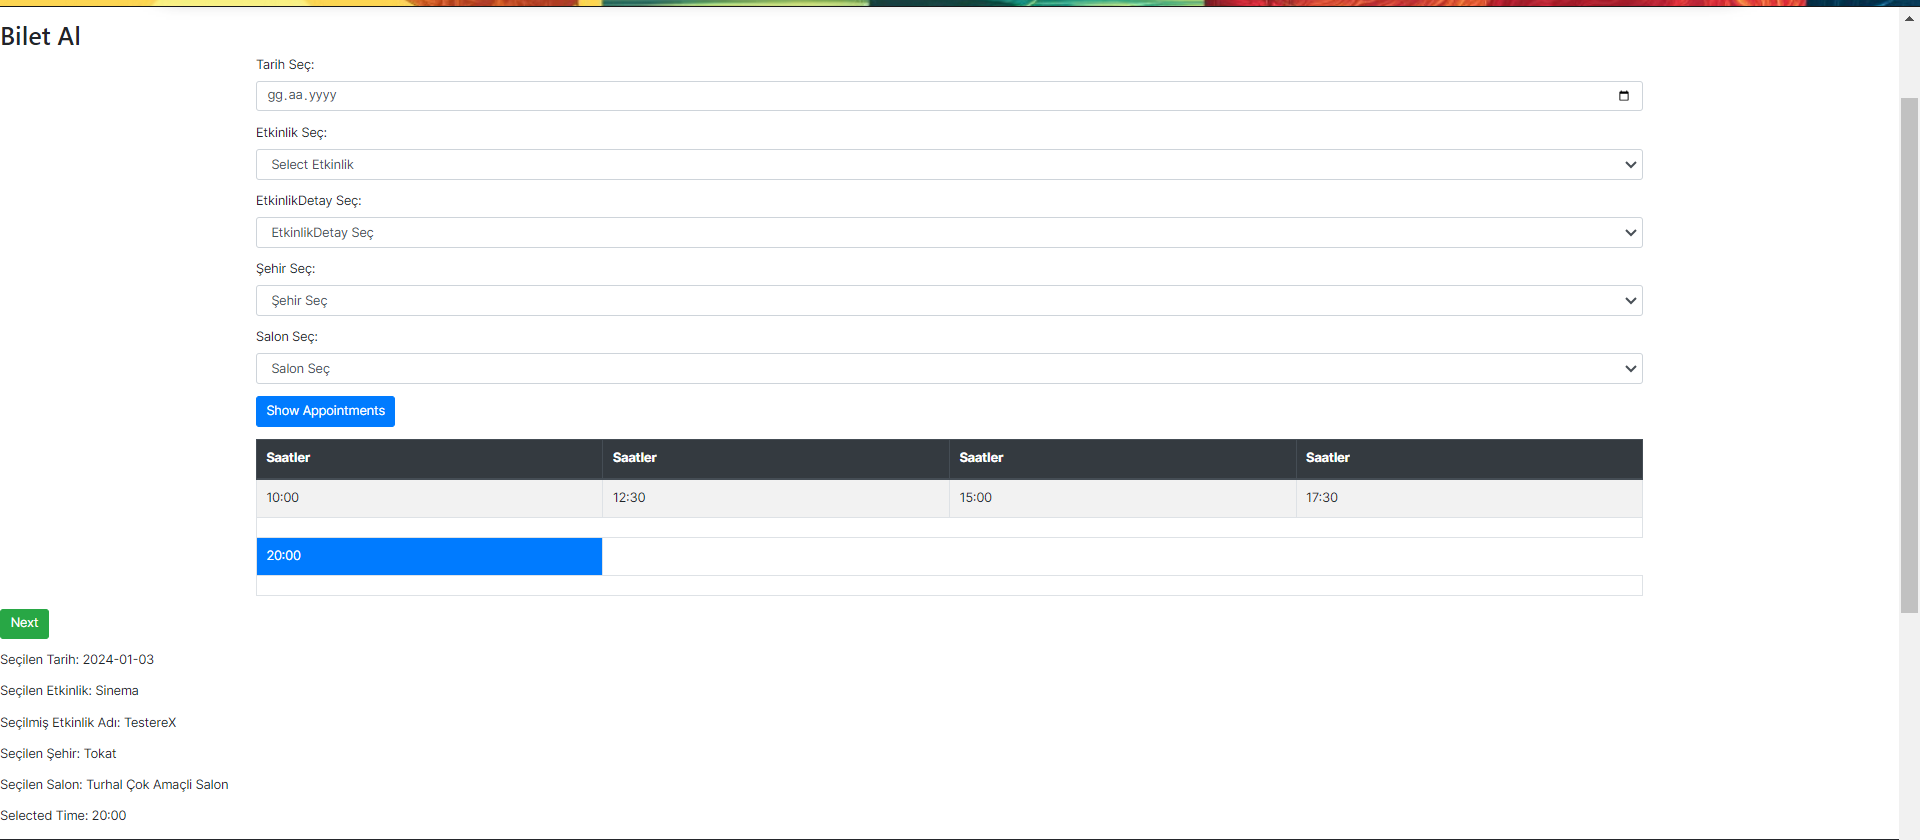 Bilet Al
Tarih Seç:
gg.aa.yyyy
Etkinlik Seç:
Select Etkinlik
EtkinlikDetay Seç:
EtkinlikDetay Seç
Şehir Seç:
Şehir Seç
Salon Seç:
Salon Seç
Show Appointments
Saatler Saatler Saatler Saatler
10:00 12:30 15:00 17:30
20:00
Next
Seçilen Tarih: 2024-01-03
Seçilen Etkinlik: Sinema
Seçilmiş Etkinlik Adı: TestereX
Seçilen Şehir: Tokat
Seçilen Salon: Turhal Çok Amaçli Salon
Selected Time: 20:00